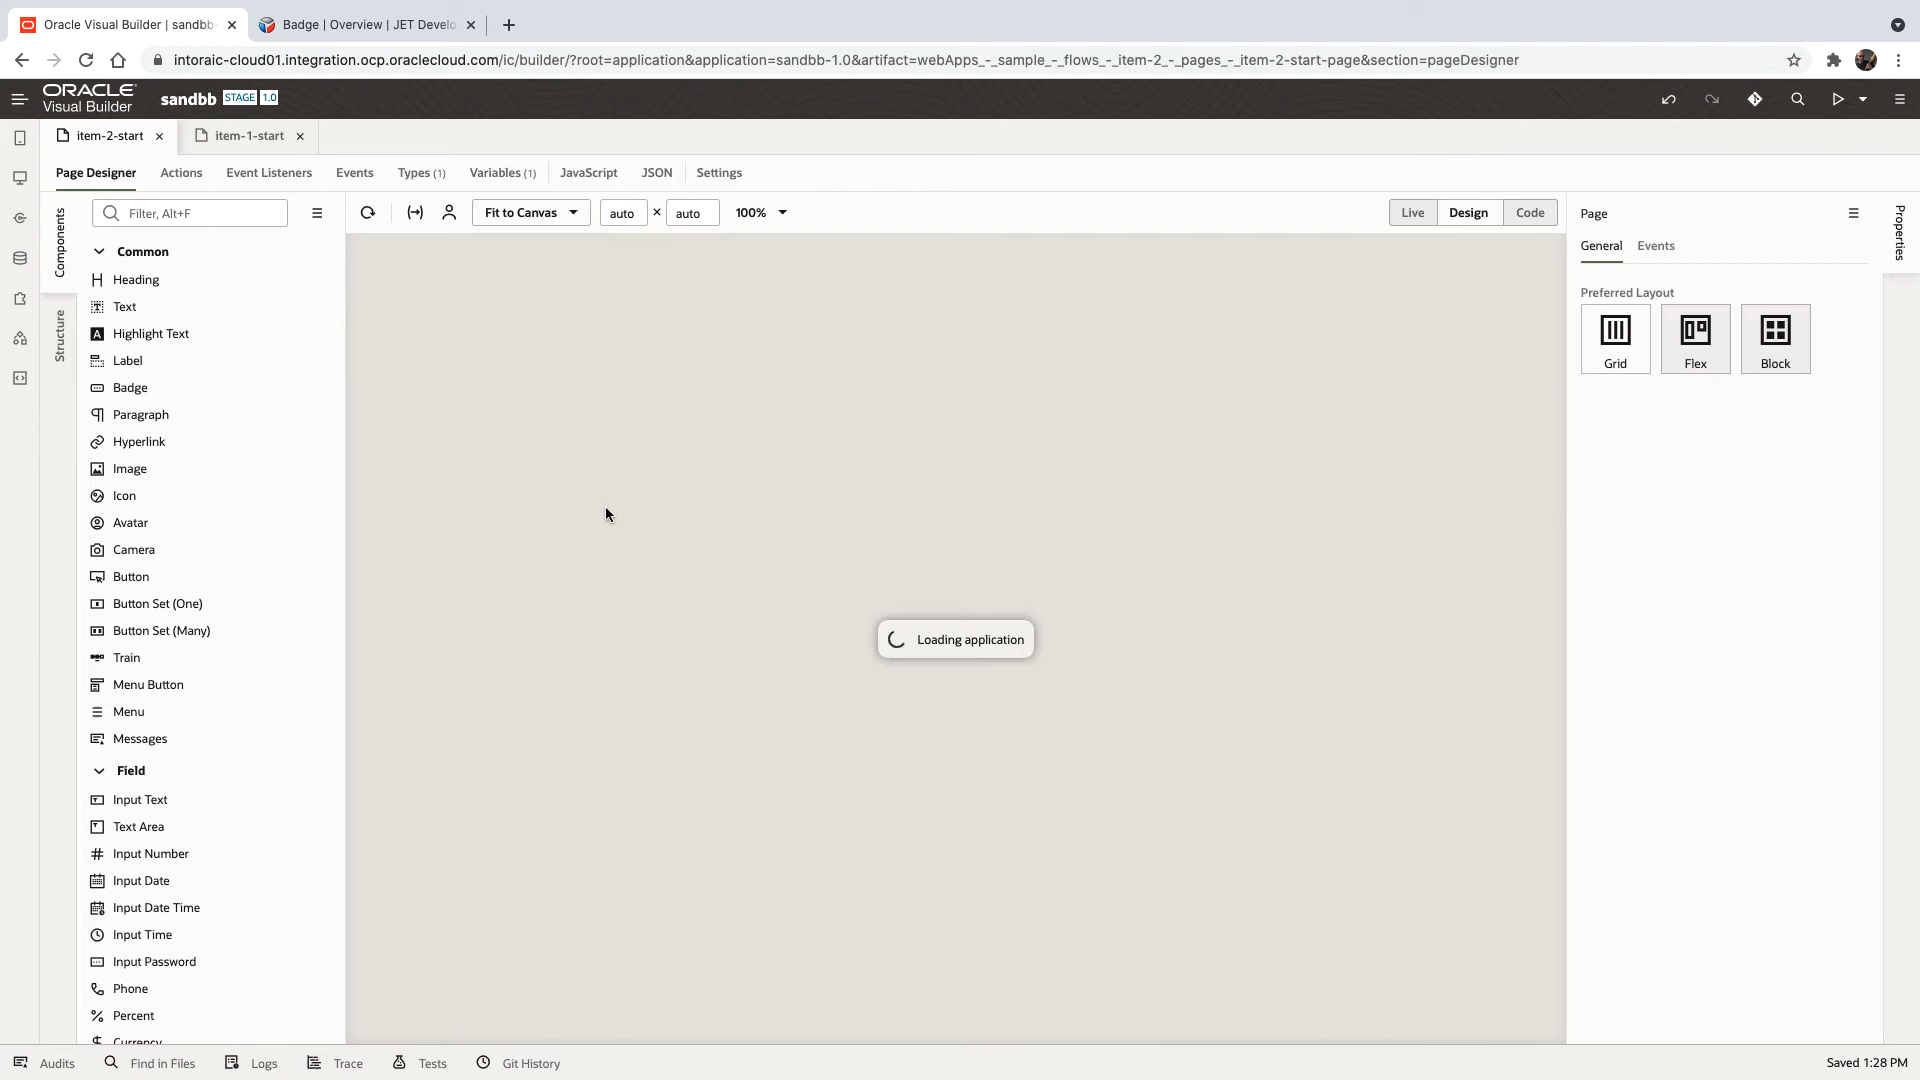 Oracle Visual Builder | sandbb-
Badge | Overview | JET Develo
intoraic-cloud01.integration.ocp.oraclecloud.com/ic/builder/?root=application&application=sandbb-1.0&artifact=webApps_-_sample_-_flows_-_item-2_-_pages_-_item-2-start-page&section=pageDesigner
ORACLE
Visual Builder
sandbb STAGE 1.0
item-2-start
item-1-start
Page Designer Actions Event Listeners Events Types (1) Variables (1) JavaScript JSON Settings
Components
Structure
Filter, Alt+F
Fit to Canvas auto × auto 100%
Live Design Code
Common
Heading
Text
Highlight Text
Label
Badge
Paragraph
Hyperlink
Image
Icon
Avatar
Camera
Button
Button Set (One)
Button Set (Many)
Train
Menu Button
Menu
Messages
Field
Input Text
Text Area
Input Number
Input Date
Input Date Time
Input Time
Input Password
Phone
Percent
Currency
Loading application
Page
General Events
Preferred Layout
Grid Flex Block
Properties
Audits Find in Files Logs Trace Tests Git History
Saved 1:28 PM